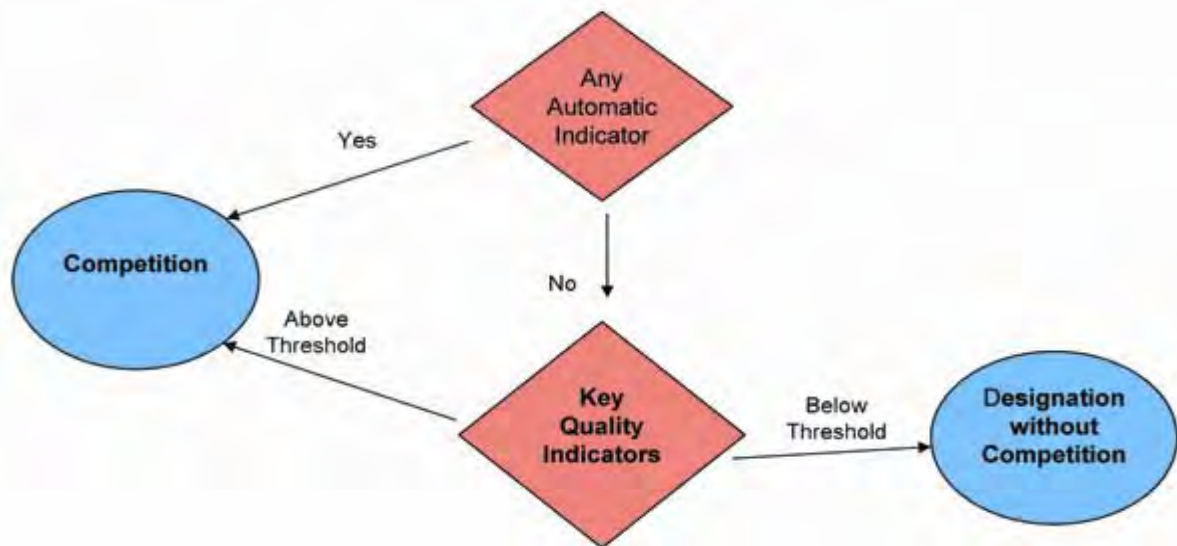 Any
Automatic
Indicator
Yes
Competition
No
Above
Threshold
Key
Quality
Indicators
Below
Threshold
Designation
without
Competition